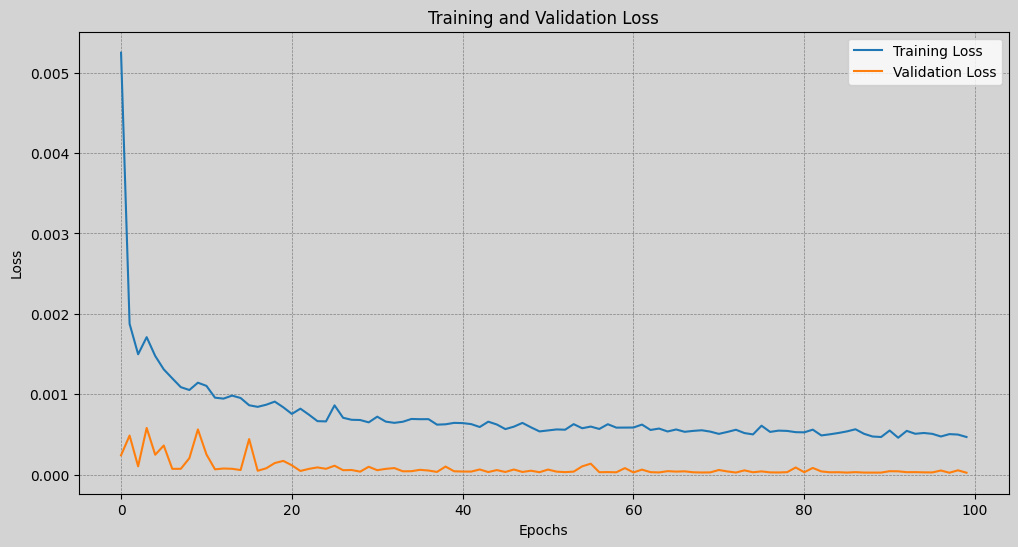 Training and Validation Loss
Training Loss
Validation Loss
0.005
0.004
0.003
0.002
0.001
0.000
Loss
0 20 40 60 80 100
Epochs